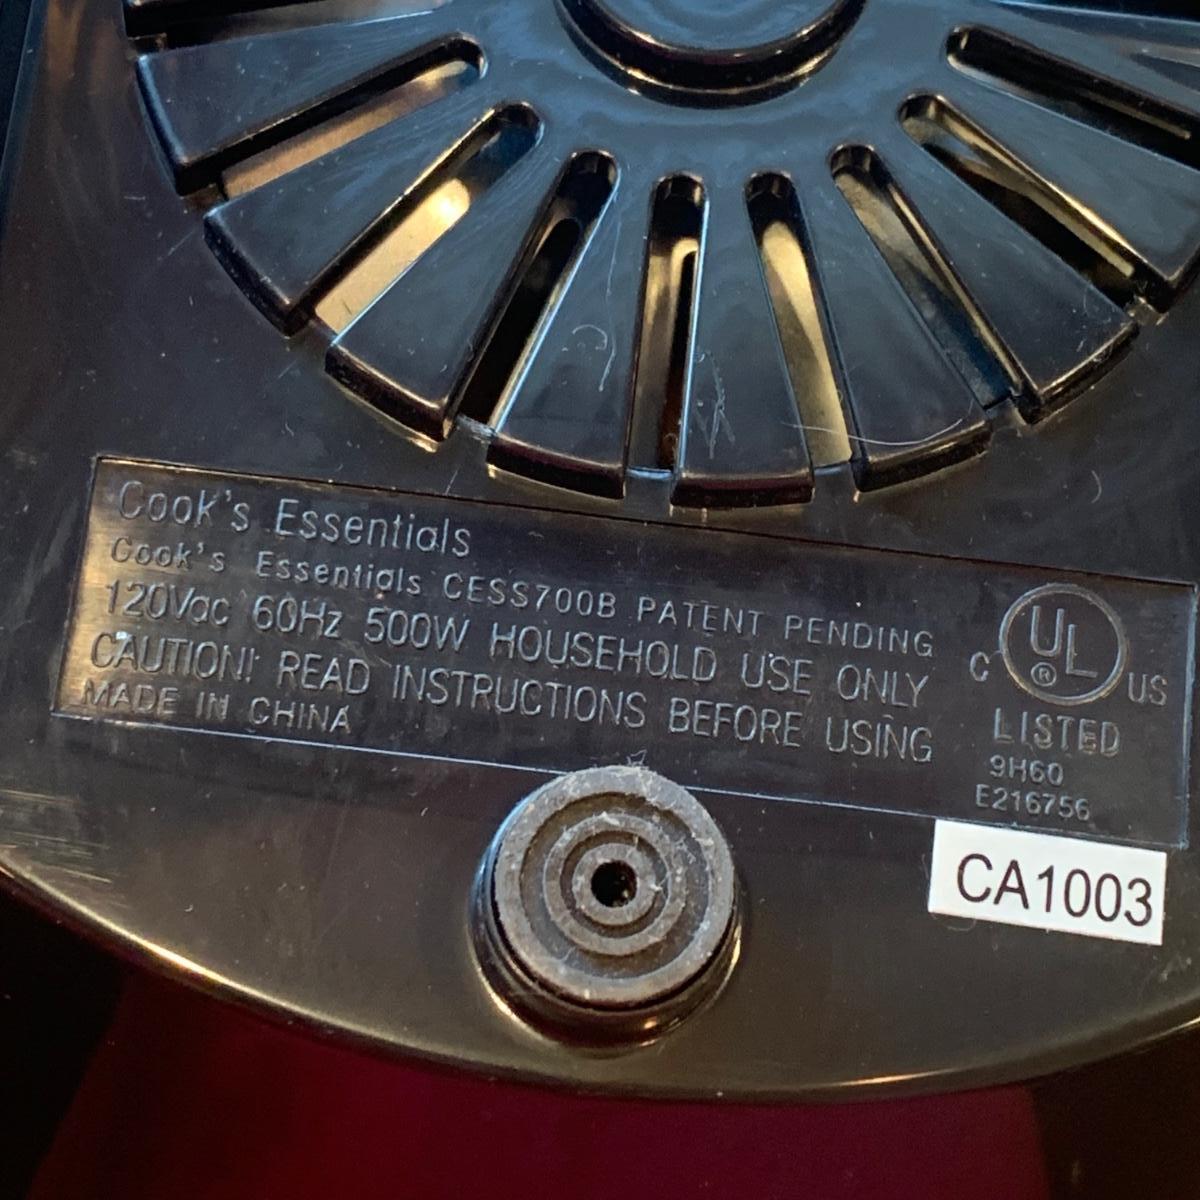 Cook's Essentials
Cook's Essentials CESS700B PATENT PENDING
120Vac 60Hz 500W HOUSEHOLD USE ONLY
CAUTION! READ INSTRUCTIONS BEFORE USING
MADE IN CHINA
C UL ® US
LISTED
9H60
E216756
CA1003